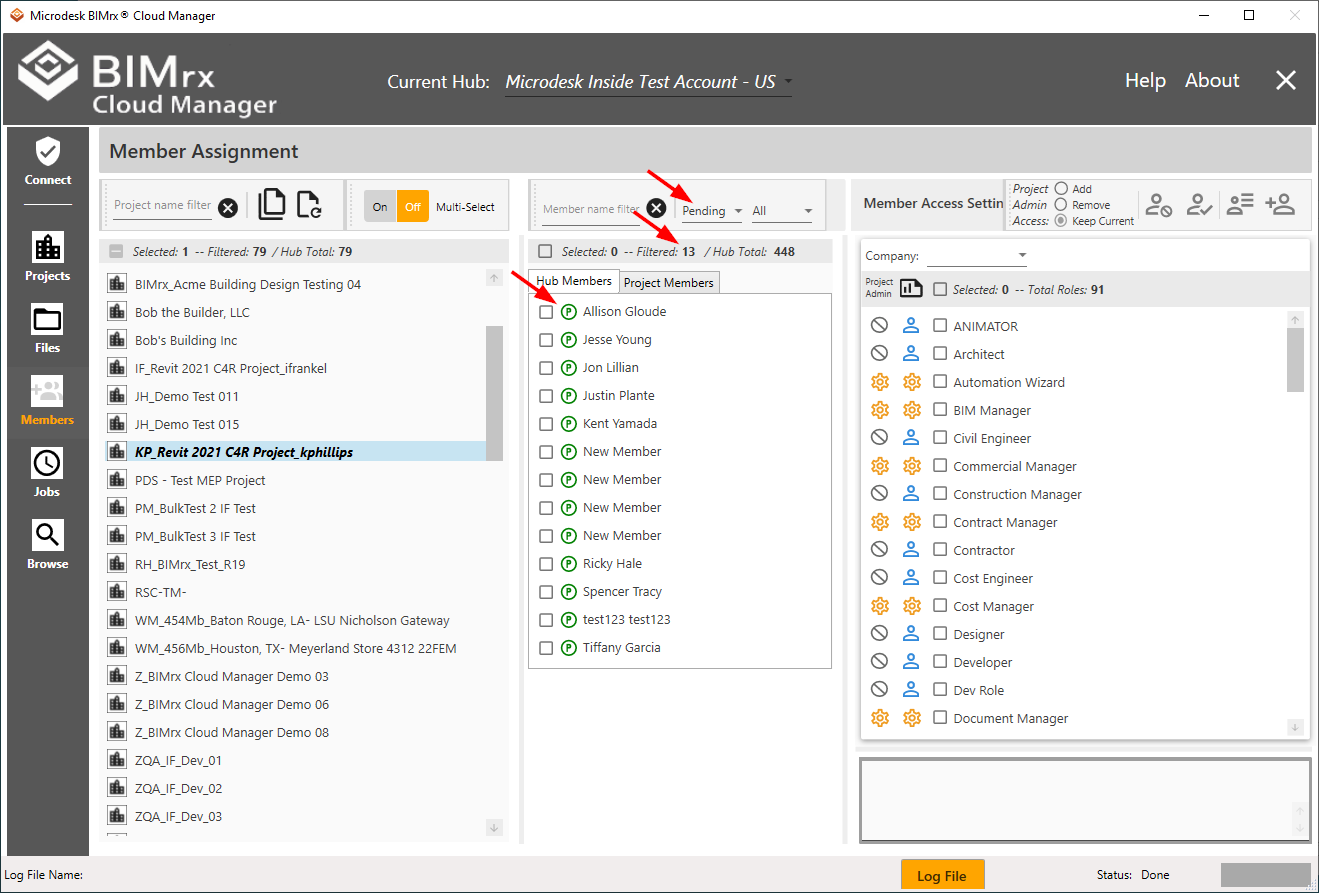 Microdesk BIMrx® Cloud Manager
BIMrx
Cloud Manager
Current Hub: Microdesk Inside Test Account - US
Help About
Member Assignment
Connect
Projects
Files
Members
Jobs
Browse
Project name filter
On Off Multi-Select
Selected: 1 -- Filtered: 79 / Hub Total: 79
BIMrx_Acme Building Design Testing 04
Bob the Builder, LLC
Bob's Building Inc
IF_Revit 2021 C4R Project_ifrankel
JH_Demo Test 011
JH_Demo Test 015
KP_Revit 2021 C4R Project_kphillips
PDS - Test MEP Project
PM_BulkTest 2 IF Test
PM_BulkTest 3 IF Test
RH_BIMrx_Test_R19
RSC-TM-
WM_454Mb_Baton Rouge, LA- LSU Nicholson Gateway
WM_456Mb_Houston, TX- Meyerland Store 4312 22FEM
Z_BIMrx Cloud Manager Demo 03
Z_BIMrx Cloud Manager Demo 06
Z_BIMrx Cloud Manager Demo 08
ZQA_IF_Dev_01
ZQA_IF_Dev_02
ZQA_IF_Dev_03
Member name filter
Pending All
Selected: 0 -- Filtered: 13 / Hub Total: 448
Hub Members Project Members
P Allison Gloude
P Jesse Young
P Jon Lillian
P Justin Plante
P Kent Yamada
P New Member
P New Member
P New Member
P New Member
P Ricky Hale
P Spencer Tracy
P test123 test123
P Tiffany Garcia
Member Access Settin
Project Add
Admin Remove
Access: Keep Current
Company:
Project
Admin
Selected: 0 -- Total Roles: 91
ANIMATOR
Architect
Automation Wizard
BIM Manager
Civil Engineer
Commercial Manager
Construction Manager
Contract Manager
Contractor
Cost Engineer
Cost Manager
Designer
Developer
Dev Role
Document Manager
Log File Name:
Log File
Status: Done